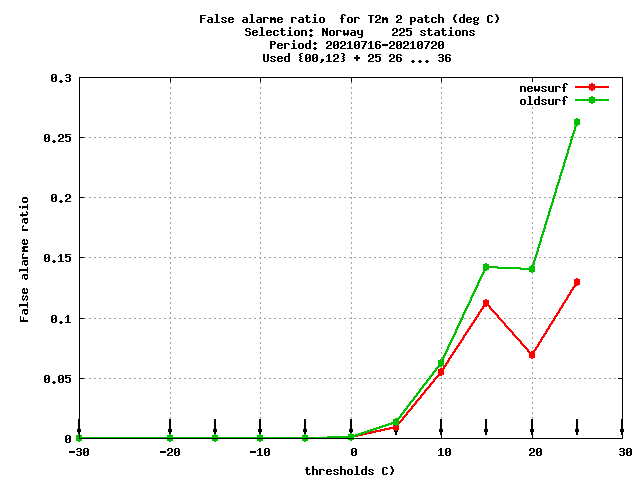 False alarme ratio  for T2m 2 patch (deg C)
Selection: Norway    225 stations
Period: 20210716-20210720
Used {00,12} + 25 26 ... 36
newsurf
oldsurf
0.3
0.25
0.2
0.15
0.1
0.05
0
False alarme ratio
-30 -20 -10 0 10 20 30
thresholds C)